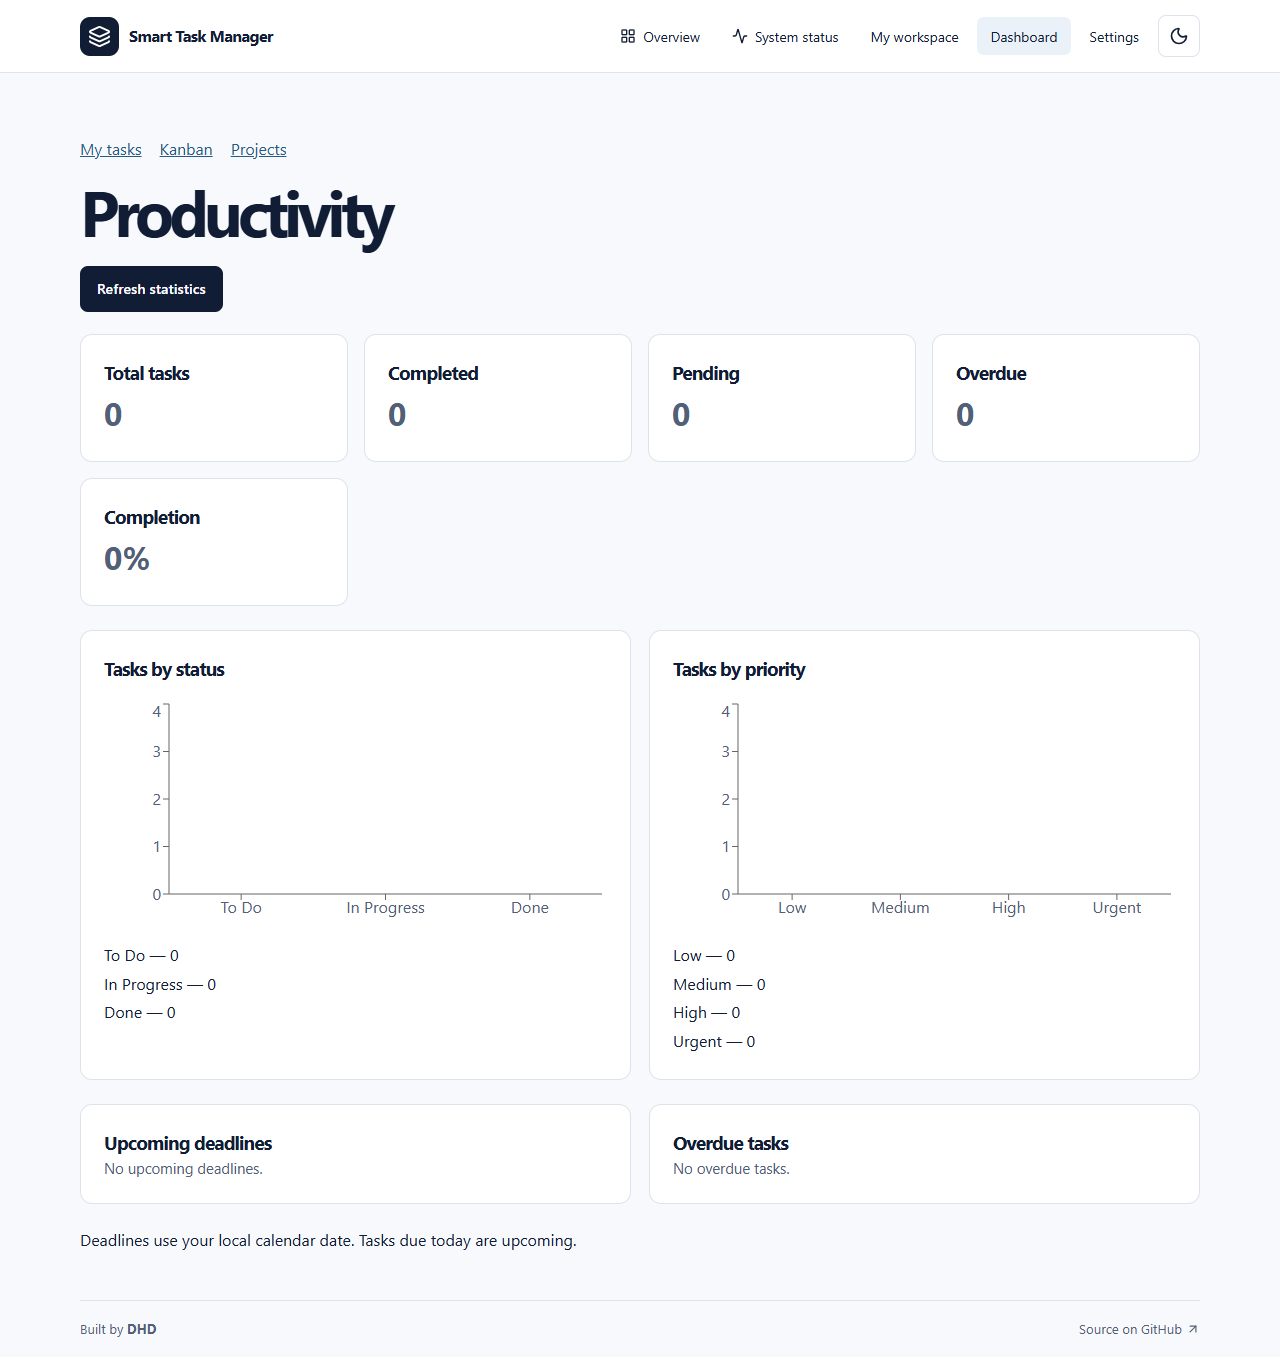 Smart Task Manager
Overview
System status
My workspace
Dashboard
Settings
My tasks Kanban Projects
Productivity
Refresh statistics
Total tasks
0
Completed
0
Pending
0
Overdue
0
Completion
0%
Tasks by status
4
3
2
1
0
To Do In Progress Done
To Do — 0
In Progress — 0
Done — 0
Tasks by priority
4
3
2
1
0
Low Medium High Urgent
Low — 0
Medium — 0
High — 0
Urgent — 0
Upcoming deadlines
No upcoming deadlines.
Overdue tasks
No overdue tasks.
Deadlines use your local calendar date. Tasks due today are upcoming.
Built by DHD
Source on GitHub